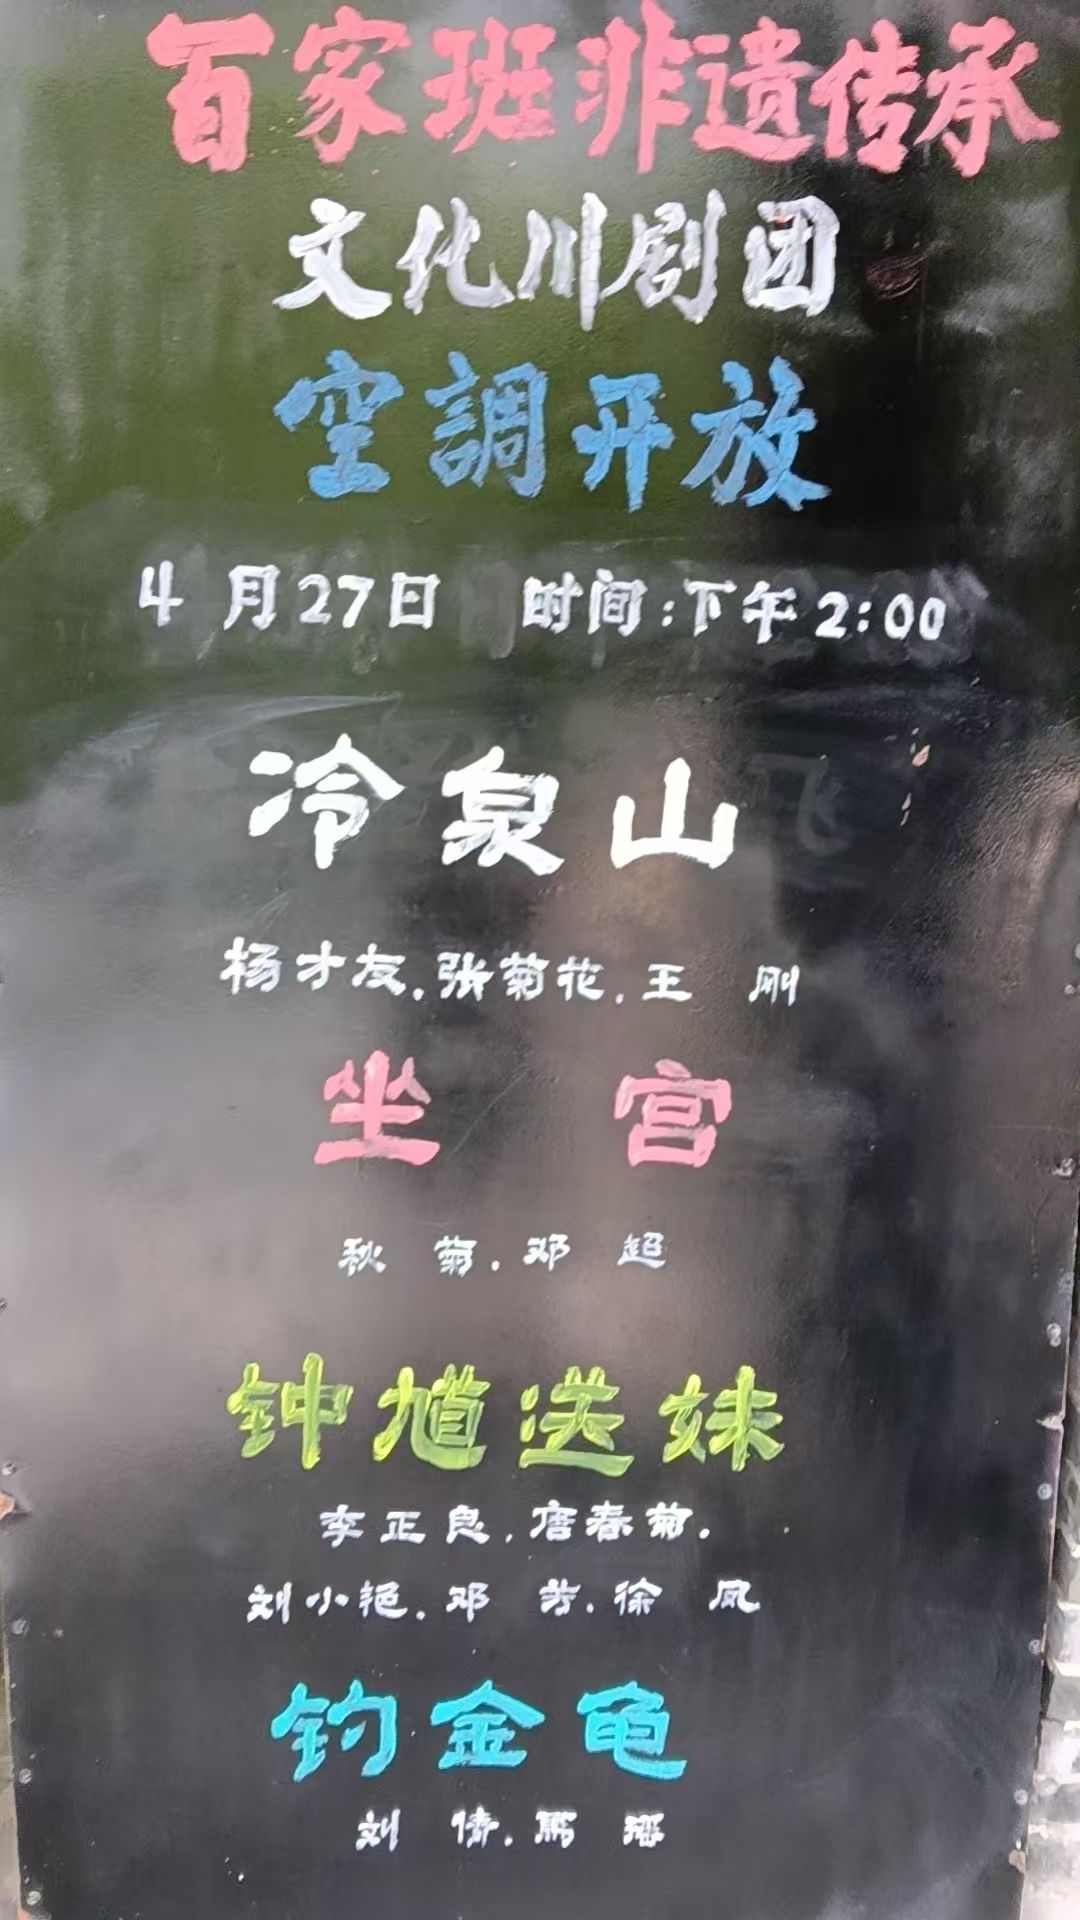 百家班非遗传承
文化川剧团
空調开放
4月27日 时间:下午2:00
冷泉山
杨才友.张菊花.王 刚
坐 宫
秋 菊.邓 超
钟馗送妹
李正良.唐春菊.
刘小艳.邓 芳.徐 凤
钓金龟
刘 倩.